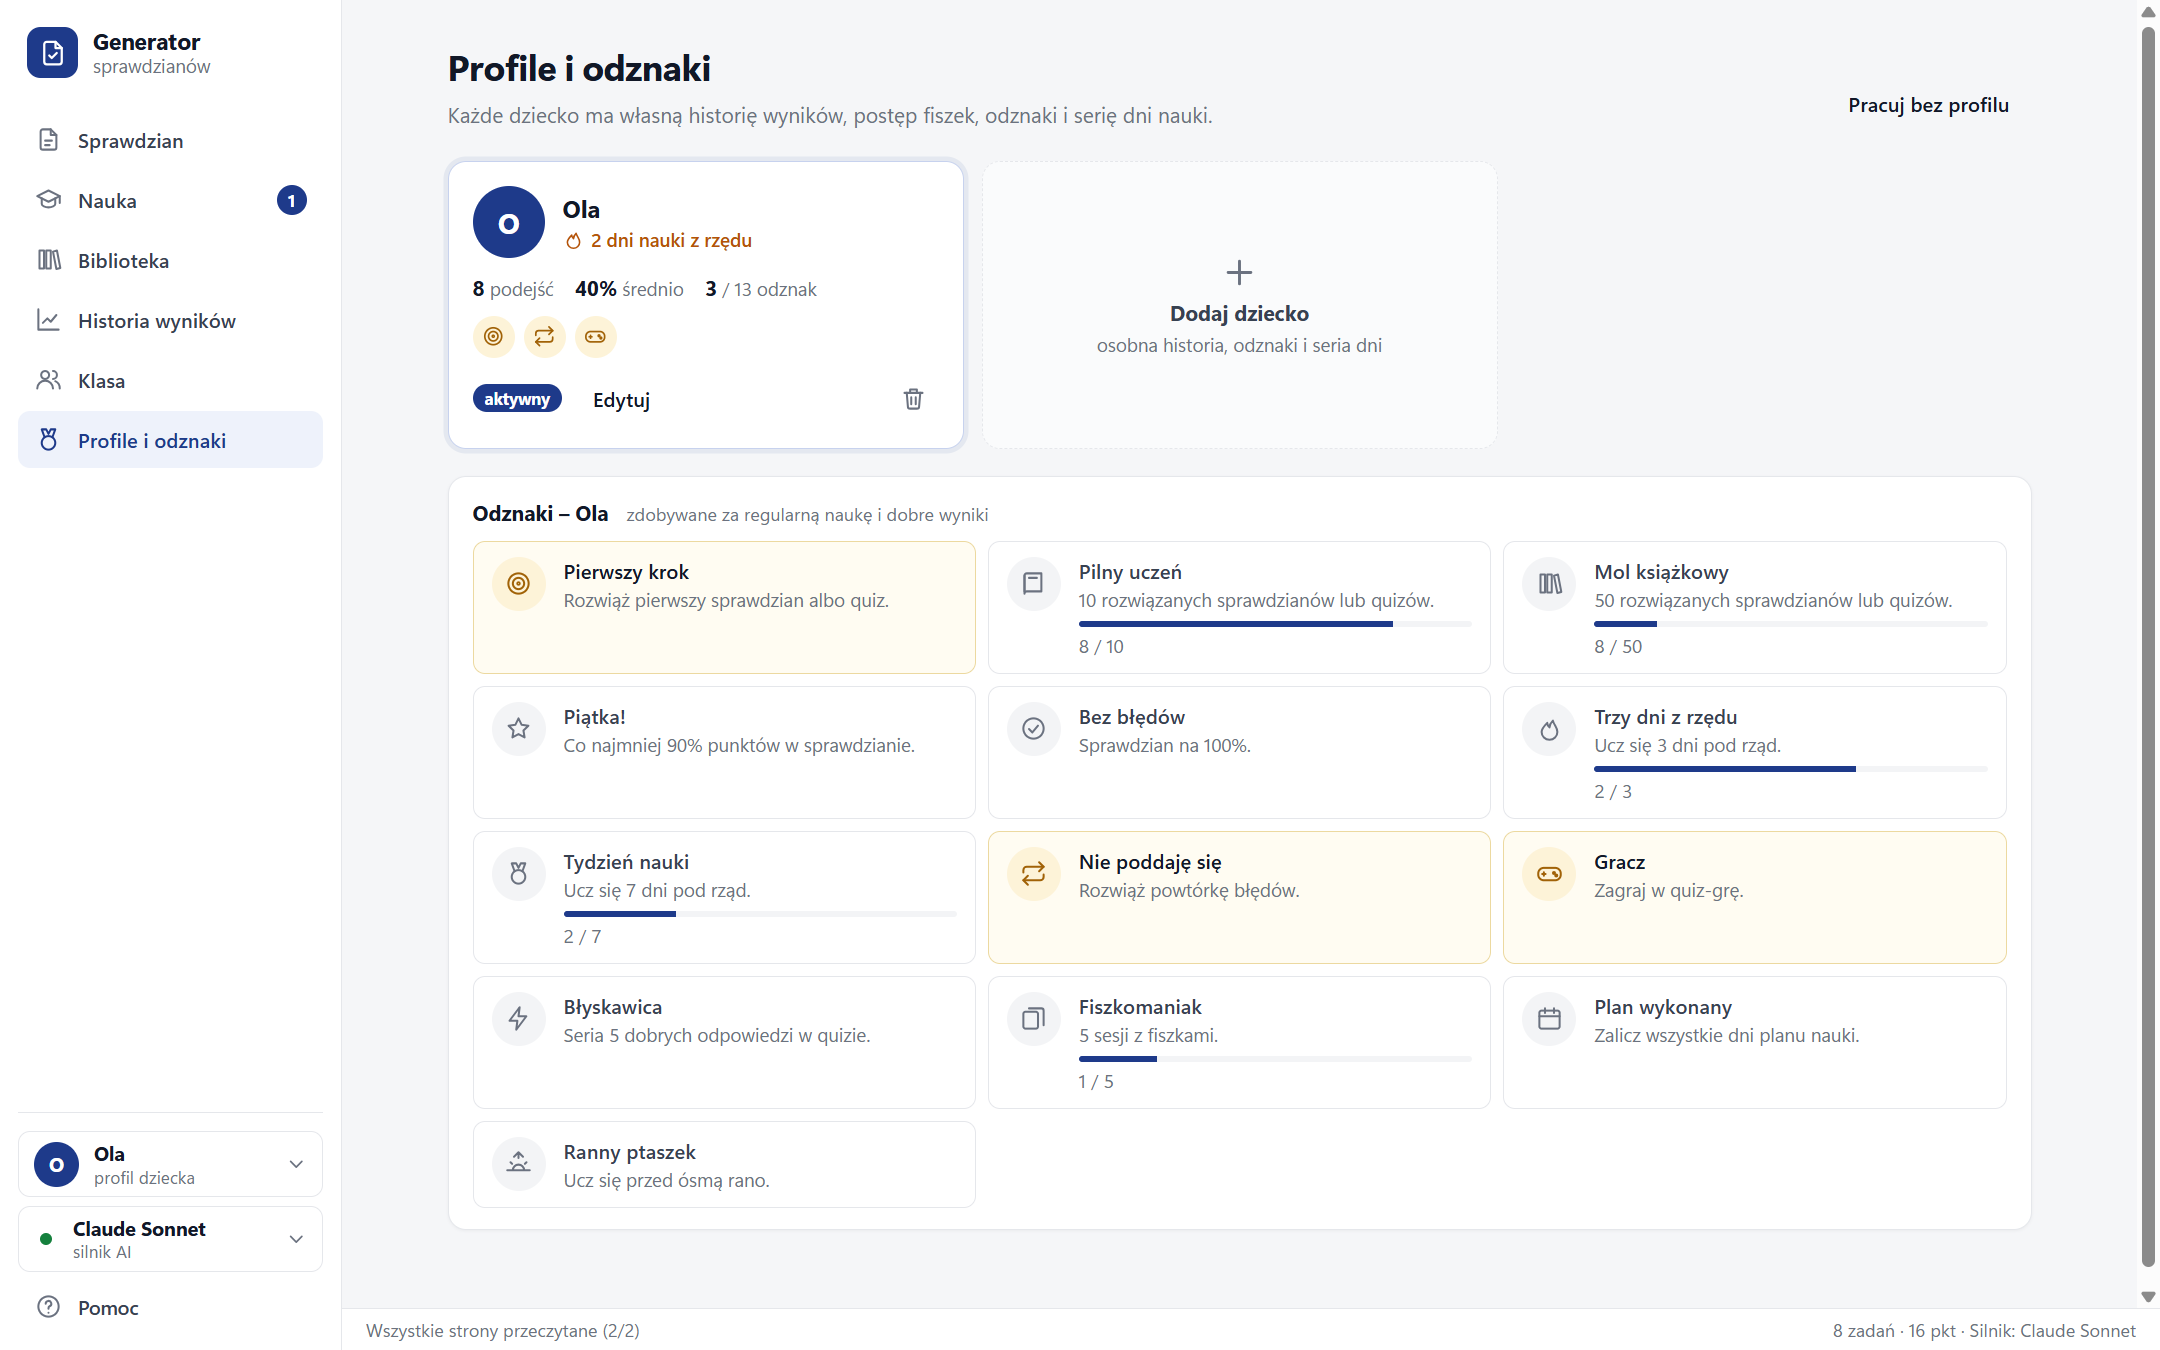 Generator
sprawdzianów
Sprawdzian
Nauka
1
Biblioteka
Historia wyników
Klasa
Profile i odznaki
O
Ola
profil dziecka
Claude Sonnet
silnik AI
Pomoc
Profile i odznaki
Każde dziecko ma własną historię wyników, postęp fiszek, odznaki i serię dni nauki.
Pracuj bez profilu
O
Ola
2 dni nauki z rzędu
8 podejść 40% średnio 3 / 13 odznak
aktywny
Edytuj
Dodaj dziecko
osobna historia, odznaki i seria dni
Odznaki – Ola zdobywane za regularną naukę i dobre wyniki
Pierwszy krok
Rozwiąż pierwszy sprawdzian albo quiz.
Pilny uczeń
10 rozwiązanych sprawdzianów lub quizów.
8 / 10
Mol książkowy
50 rozwiązanych sprawdzianów lub quizów.
8 / 50
Piątka!
Co najmniej 90% punktów w sprawdzianie.
Bez błędów
Sprawdzian na 100%.
Trzy dni z rzędu
Ucz się 3 dni pod rząd.
2 / 3
Tydzień nauki
Ucz się 7 dni pod rząd.
2 / 7
Nie poddaję się
Rozwiąż powtórkę błędów.
Gracz
Zagraj w quiz-grę.
Błyskawica
Seria 5 dobrych odpowiedzi w quizie.
Fiszkomaniak
5 sesji z fiszkami.
1 / 5
Plan wykonany
Zalicz wszystkie dni planu nauki.
Ranny ptaszek
Ucz się przed ósmą rano.
Wszystkie strony przeczytane (2/2)
8 zadań · 16 pkt · Silnik: Claude Sonnet